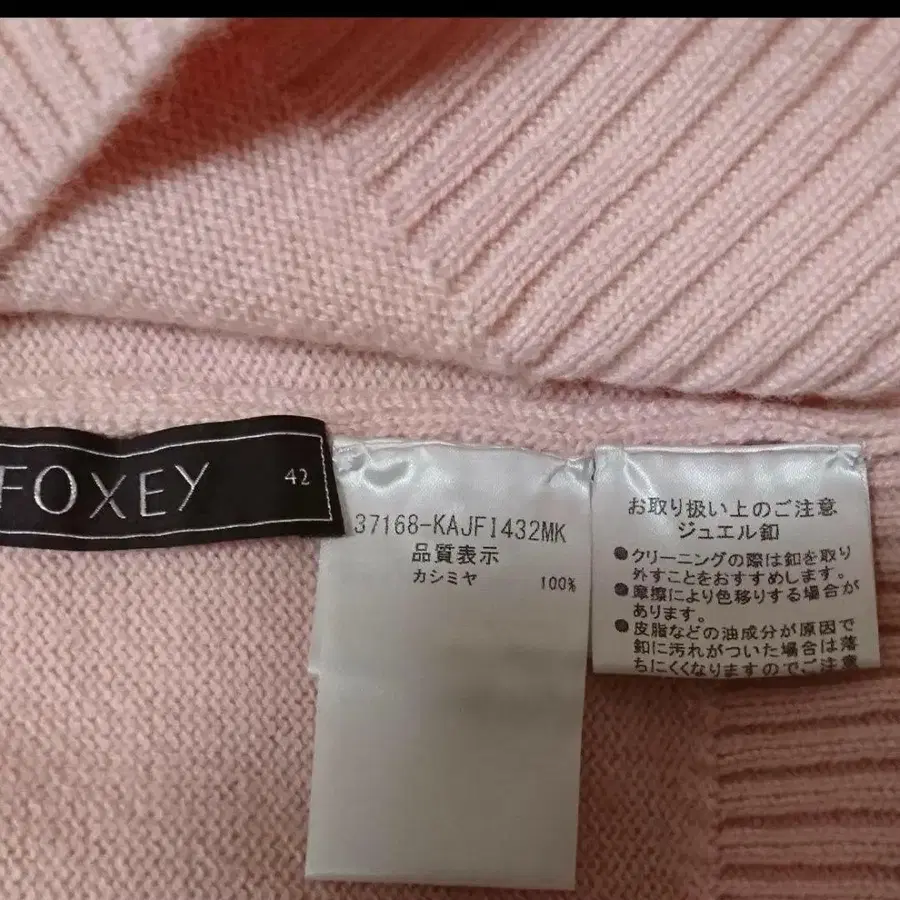 FOXEY 42
37168-KAJFI432MK
品質表示
カシミヤ 100%
お取り扱い上のご注意
ジュエル釦
●クリーニングの際は釦を取り
外すことをおすすめします。
●摩擦により色移りする場合が
あります。
●皮脂などの油成分が原因で
釦に汚れがついた場合は落
ちにくくなりますのでご注意